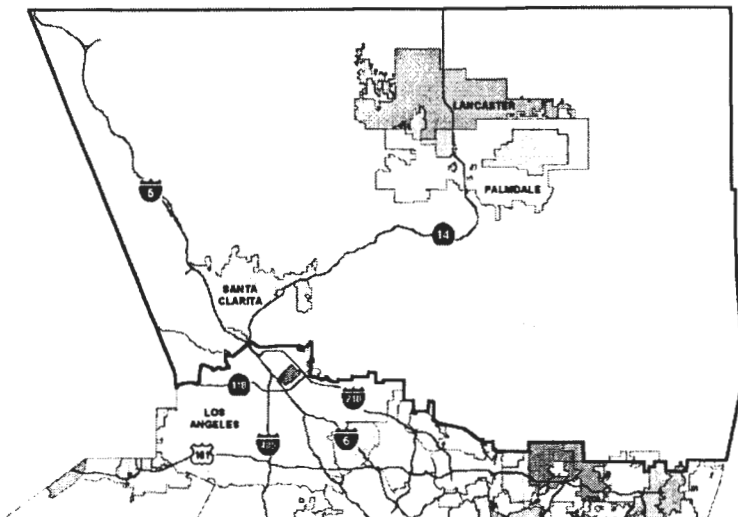 LANCASTER
PALMDALE
5
14
SANTA
CLARITA
118
210
LOS
ANGELES
101
405
5